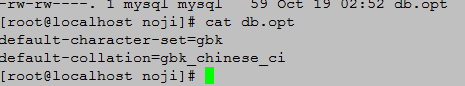 -rw-rw----. 1 mysql mysql    59 Oct 19 02:52 db.opt
[root@localhost noji]# cat db.opt
default-character-set=gbk
default-collation=gbk_chinese_ci
[root@localhost noji]#